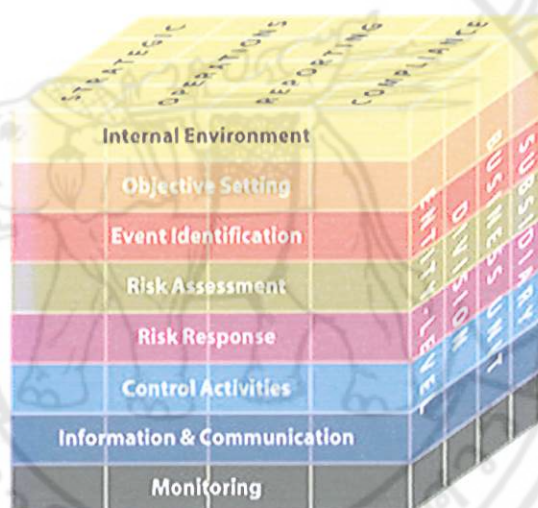 STRATEGIC
OPERATIONS
REPORTING
COMPLIANCE
Internal Environment
Objective Setting
Event Identification
Risk Assessment
Risk Response
Control Activities
Information & Communication
Monitoring
ENTITY-LEVEL
DIVISION
BUSINESS UNIT
SUBSIDIARY